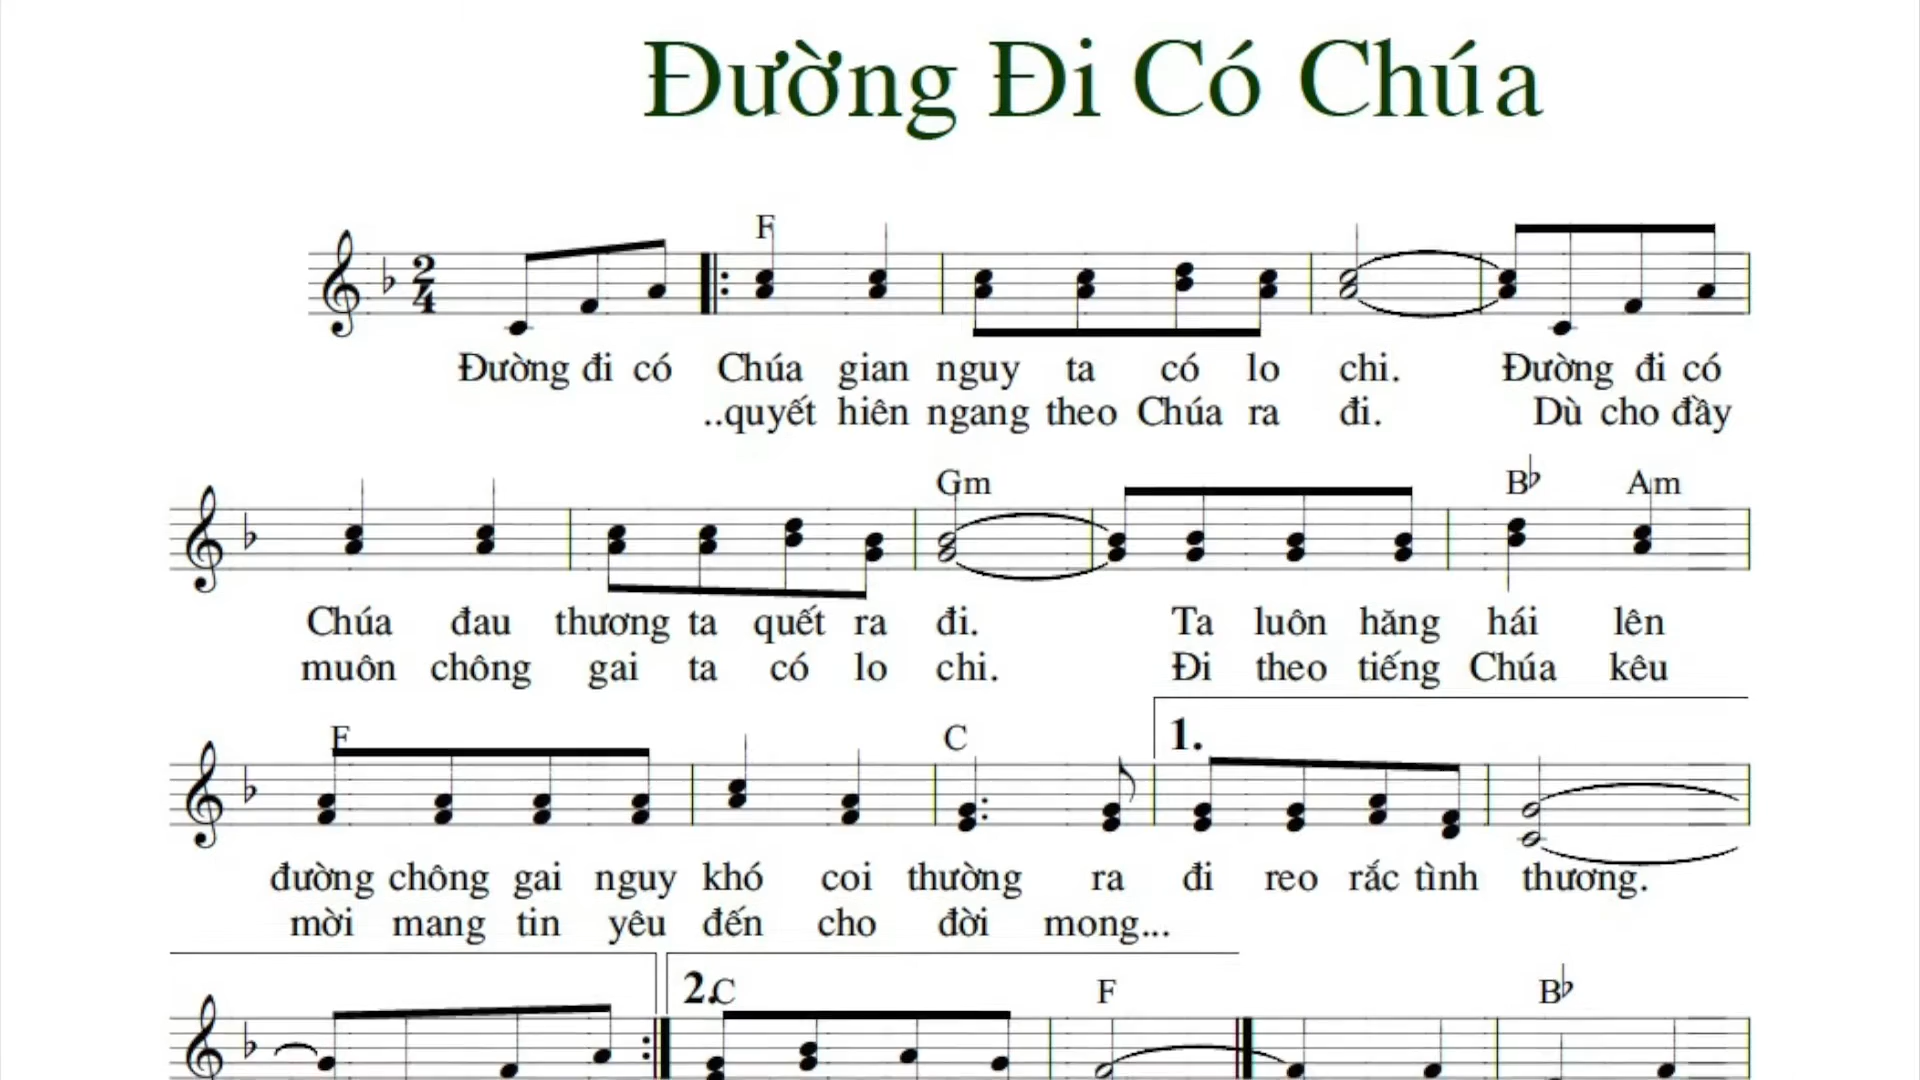 Đường Đi Có Chúa
F
2
4
Đường đi có Chúa gian nguy ta có lo chi. Đường đi có
..quyết hiên ngang theo Chúa ra đi. Dù cho đầy
Gm B♭ Am
Chúa đau thương ta quết ra đi. Ta luôn hăng hái lên
muôn chông gai ta có lo chi. Đi theo tiếng Chúa kêu
F C 1.
đường chông gai nguy khó coi thường ra đi reo rắc tình thương.
mời mang tin yêu đến cho đời mong...
2. C F B♭